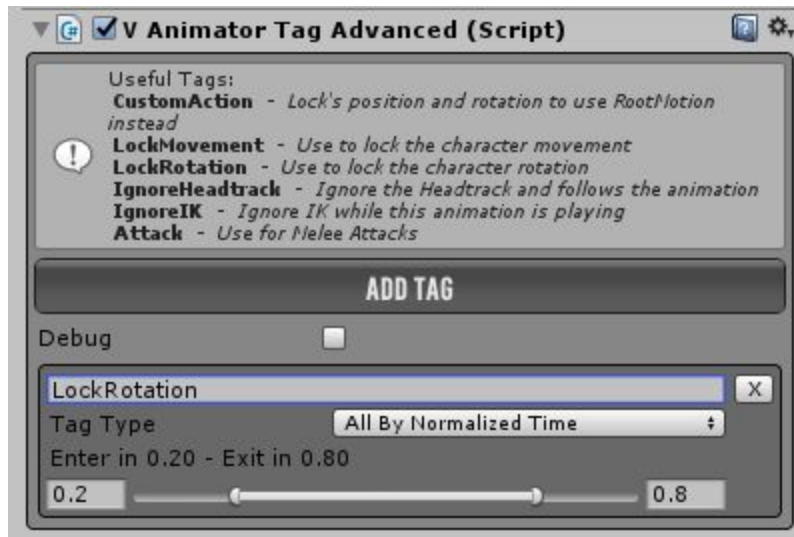 V Animator Tag Advanced (Script)
Useful Tags:
CustomAction - Lock's position and rotation to use RootMotion
instead
LockMovement - Use to lock the character movement
LockRotation - Use to lock the character rotation
IgnoreHeadtrack - Ignore the Headtrack and follows the animation
IgnoreIK - Ignore IK while this animation is playing
Attack - Use for Melee Attacks
ADD TAG
Debug
LockRotation X
Tag Type All By Normalized Time
Enter in 0.20 - Exit in 0.80
0.2 0.8